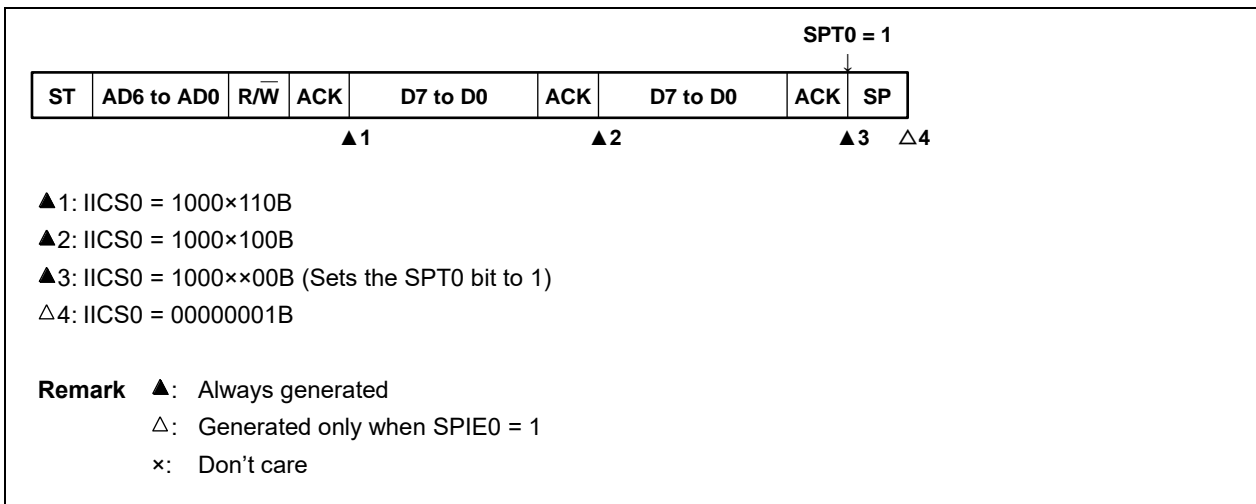 SPT0 = 1
↓
ST AD6 to AD0 R/W̅ ACK D7 to D0 ACK D7 to D0 ACK SP
▲1 ▲2 ▲3 △4
▲1: IICS0 = 1000×110B
▲2: IICS0 = 1000×100B
▲3: IICS0 = 1000××00B (Sets the SPT0 bit to 1)
△4: IICS0 = 00000001B
Remark ▲: Always generated
△: Generated only when SPIE0 = 1
×: Don’t care